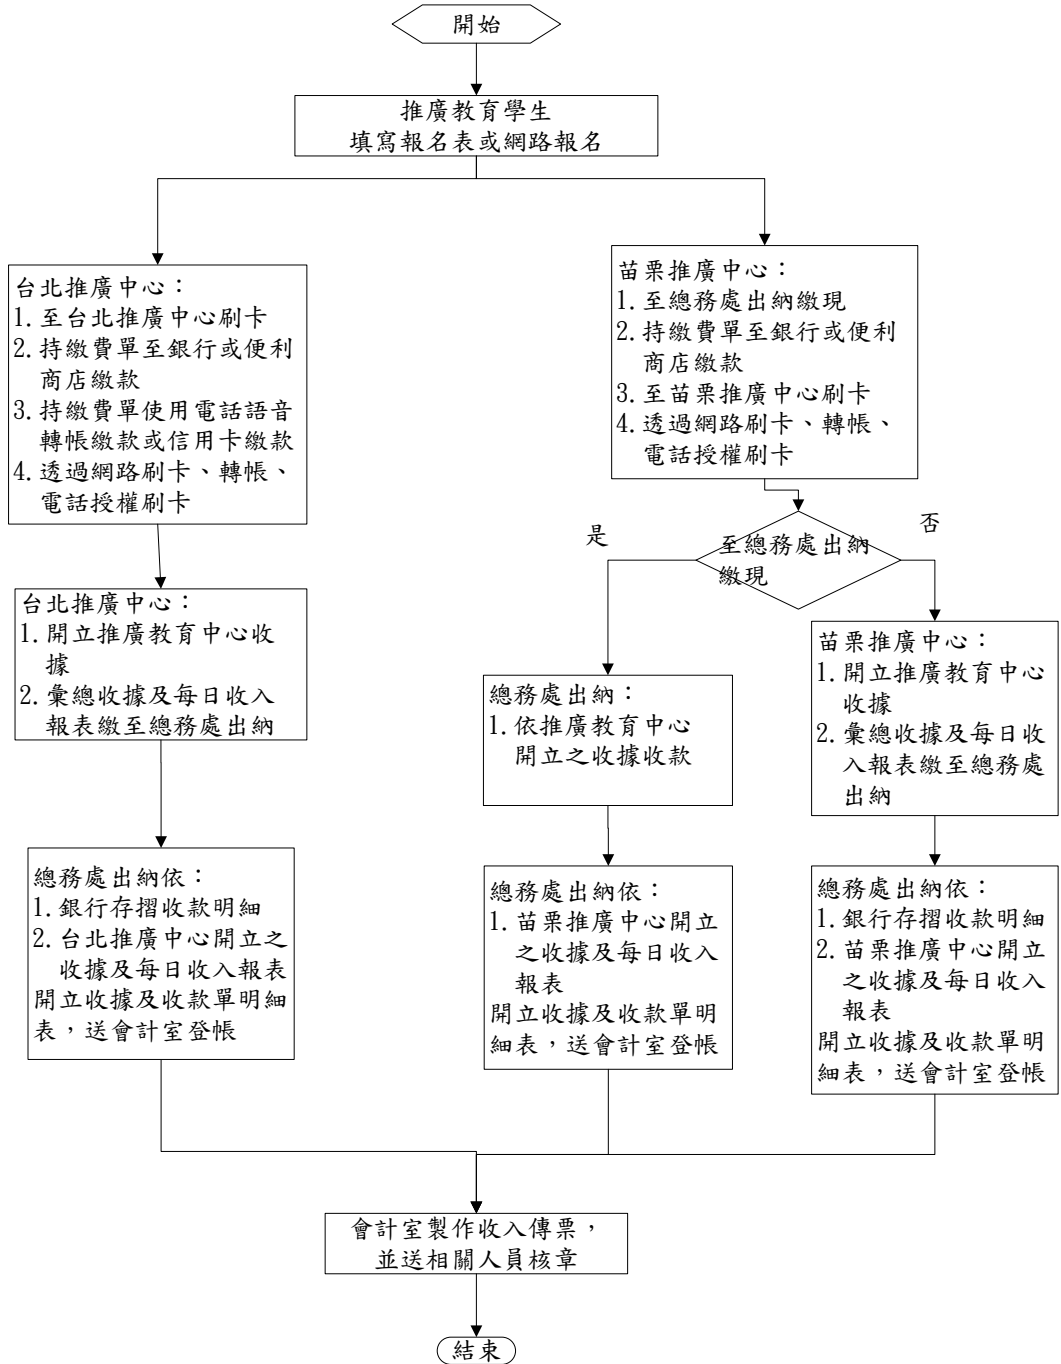 開始
推廣教育學生
填寫報名表或網路報名
台北推廣中心：
1. 至台北推廣中心刷卡
2. 持繳費單至銀行或便利
商店繳款
3. 持繳費單使用電話語音
轉帳繳款或信用卡繳款
4. 透過網路刷卡、轉帳、
電話授權刷卡
苗栗推廣中心：
1. 至總務處出納繳現
2. 持繳費單至銀行或便利
商店繳款
3. 至苗栗推廣中心刷卡
4. 透過網路刷卡、轉帳、
電話授權刷卡
是
至總務處出納
繳現
否
台北推廣中心：
1. 開立推廣教育中心收
據
2. 彙總收據及每日收入
報表繳至總務處出納
總務處出納：
1. 依推廣教育中心
開立之收據收款
苗栗推廣中心：
1. 開立推廣教育中心
收據
2. 彙總收據及每日收
入報表繳至總務處
出納
總務處出納依：
1. 銀行存摺收款明細
2. 台北推廣中心開立之
收據及每日收入報表
開立收據及收款單明細
表，送會計室登帳
總務處出納依：
1. 苗栗推廣中心開立
之收據及每日收入
報表
開立收據及收款單明
細表，送會計室登帳
總務處出納依：
1. 銀行存摺收款明細
2. 苗栗推廣中心開立
之收據及每日收入
報表
開立收據及收款單明
細表，送會計室登帳
會計室製作收入傳票，
並送相關人員核章
結束